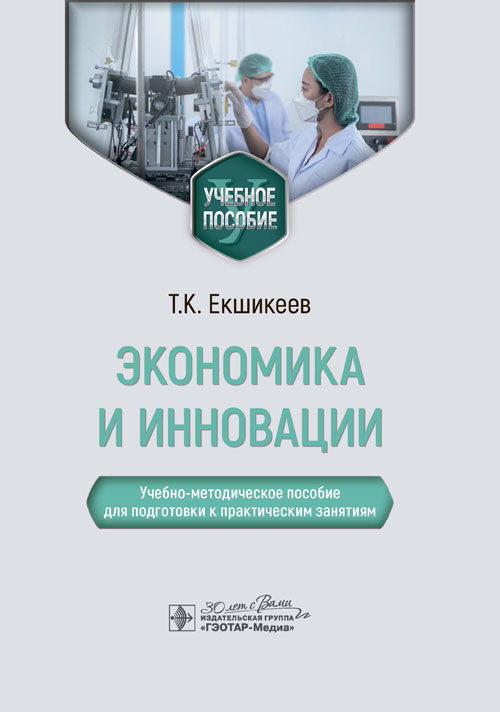 УЧЕБНОЕ
ПОСОБИЕ
Т.К. Екшикеев
ЭКОНОМИКА
И ИННОВАЦИИ
Учебно-методическое пособие
для подготовки к практическим занятиям
30 лет с Вами
ИЗДАТЕЛЬСКАЯ ГРУППА
«ГЭОТАР-Медиа»